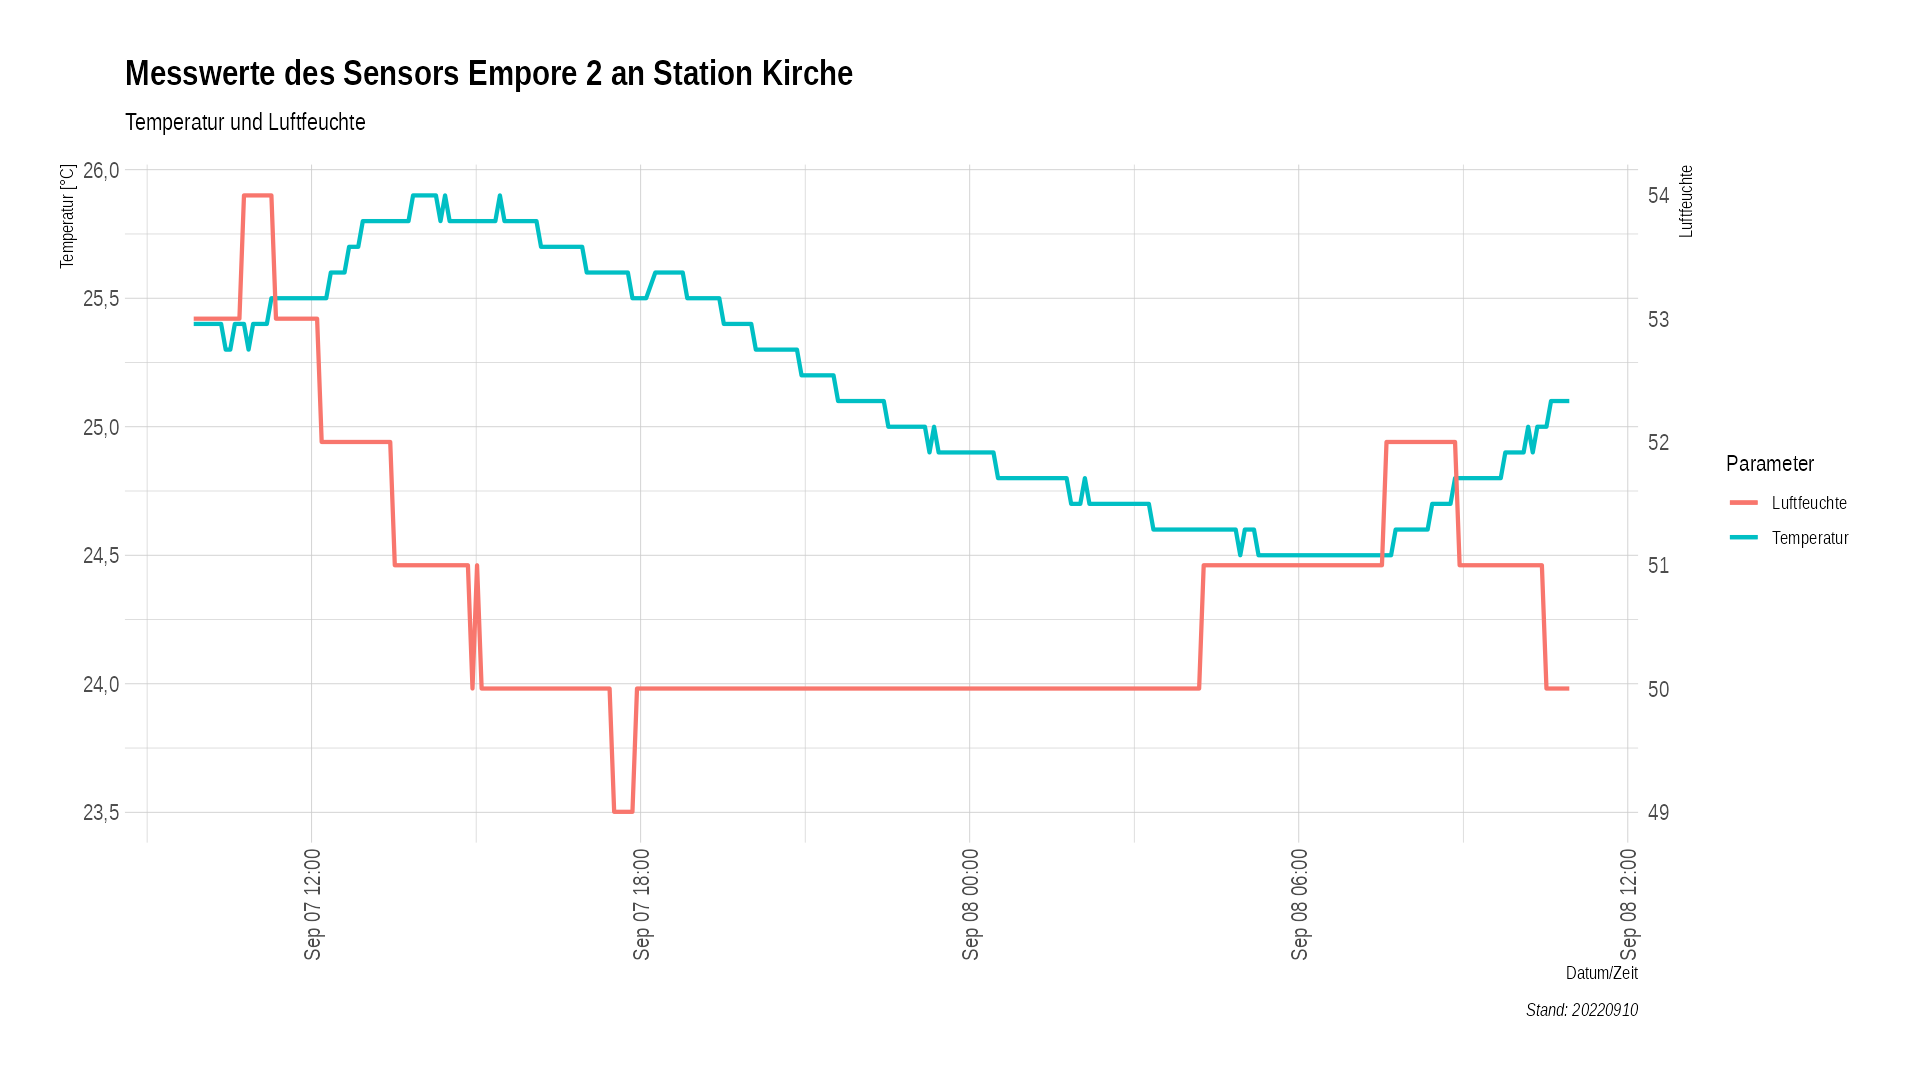 Messwerte des Sensors Empore 2 an Station Kirche
Temperatur und Luftfeuchte
Temperatur [°C]
26,0
25,5
25,0
24,5
24,0
23,5
54
53
52
51
50
49
Luftfeuchte
Sep 07 12:00
Sep 07 18:00
Sep 08 00:00
Sep 08 06:00
Sep 08 12:00
Datum/Zeit
Parameter
Luftfeuchte
Temperatur
Stand: 20220910